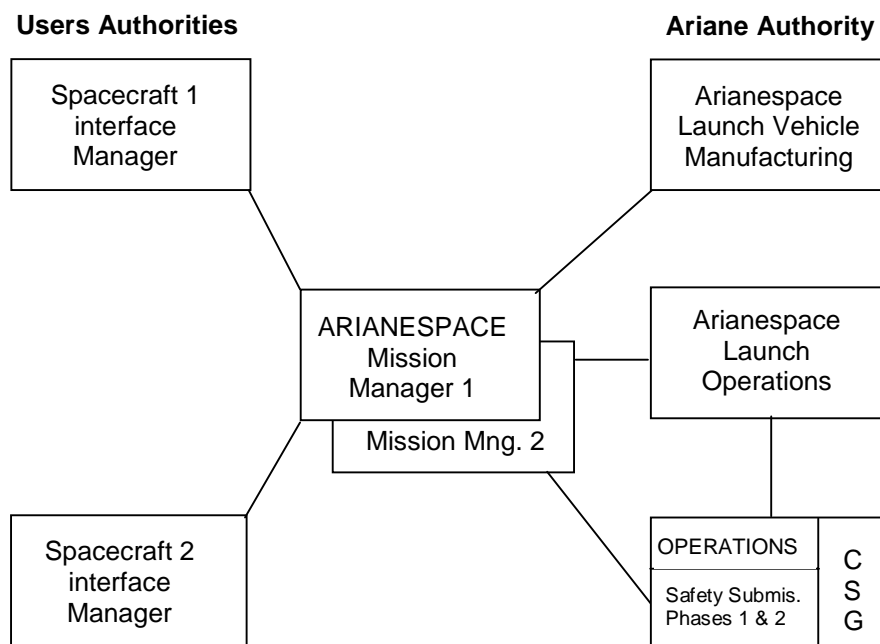 Users Authorities
Ariane Authority
Spacecraft 1
interface
Manager
Arianespace
Launch Vehicle
Manufacturing
ARIANESPACE
Mission
Manager 1
Mission Mng. 2
Arianespace
Launch
Operations
Spacecraft 2
interface
Manager
OPERATIONS
Safety Submis.
Phases 1 & 2
C
S
G